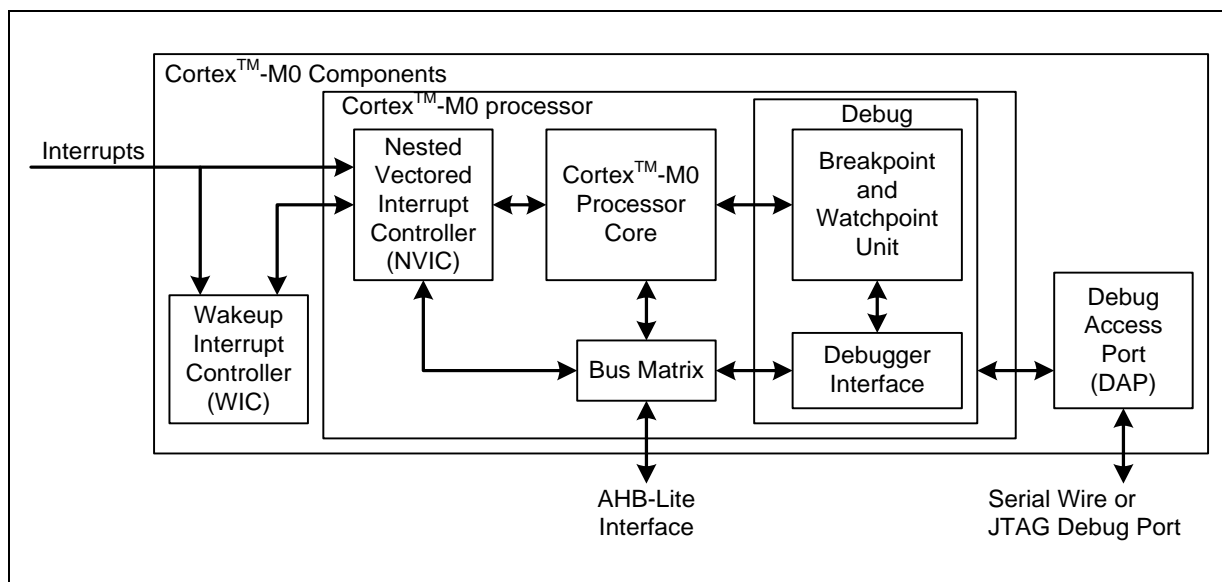 Cortex™-M0 Components
Cortex™-M0 processor
Debug
Interrupts
Nested
Vectored
Interrupt
Controller
(NVIC)
Cortex™-M0
Processor
Core
Breakpoint
and
Watchpoint
Unit
Wakeup
Interrupt
Controller
(WIC)
Bus Matrix
Debugger
Interface
Debug
Access
Port
(DAP)
AHB-Lite
Interface
Serial Wire or
JTAG Debug Port